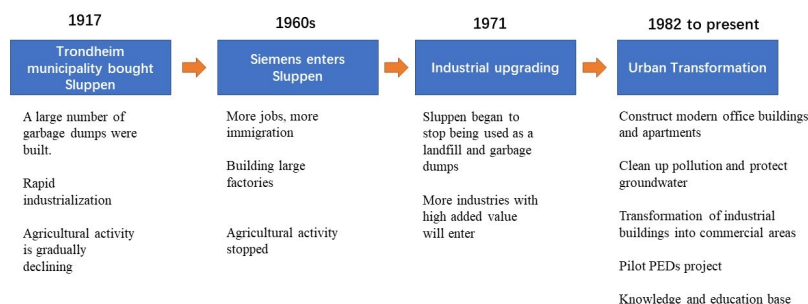 1917
Trondheim
municipality bought
Sluppen
A large number of
garbage dumps were
built.
Rapid
industrialization
Agricultural activity
is gradually
declining
1960s
Siemens enters
Sluppen
More jobs, more
immigration
Building large
factories
Agricultural activity
stopped
1971
Industrial upgrading
Sluppen began to
stop being used as a
landfill and garbage
dumps
More industries with
high added value
will enter
1982 to present
Urban Transformation
Construct modern office buildings
and apartments
Clean up pollution and protect
groundwater
Transformation of industrial
buildings into commercial areas
Pilot PEDs project
Knowledge and education base